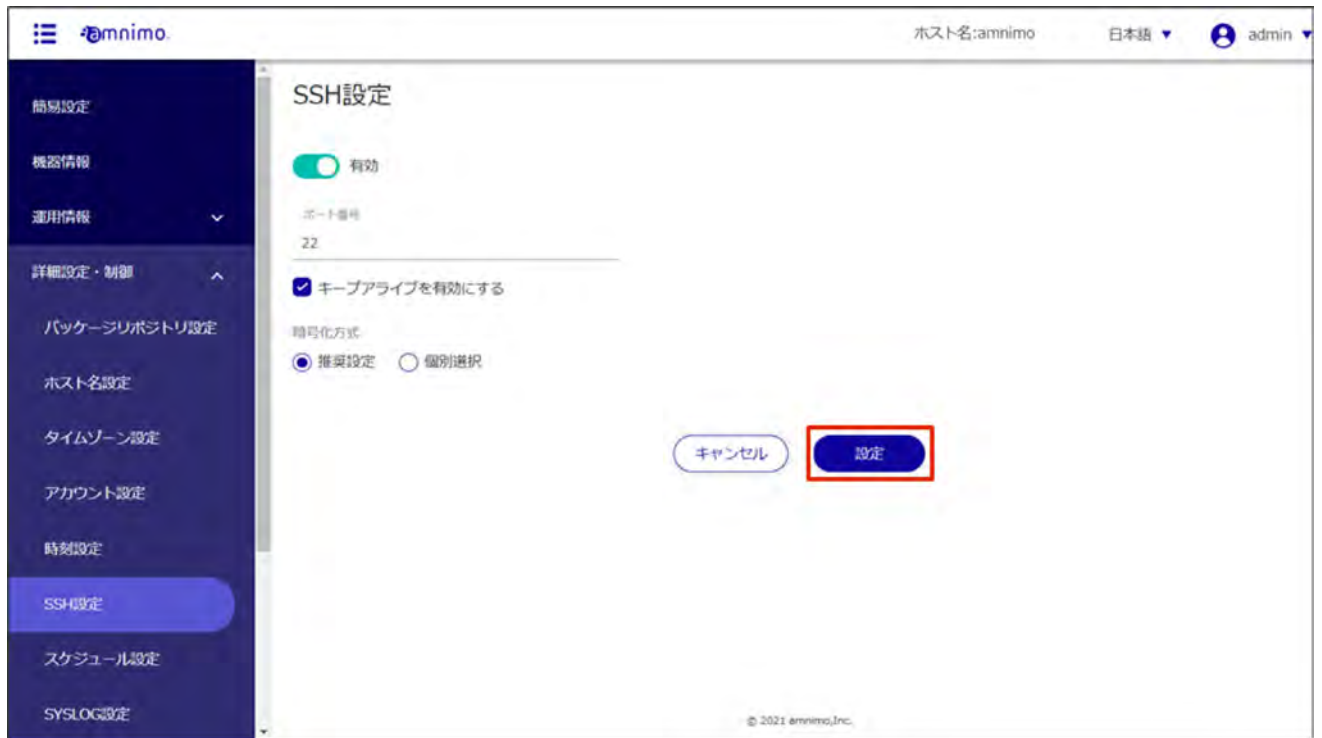 amnimo
ホスト名:amnimo
日本語
admin
簡易設定
機器情報
運用情報
詳細設定・制御
パッケージリポジトリ設定
ホスト名設定
タイムゾーン設定
アカウント設定
時刻設定
SSH設定
スケジュール設定
SYSLOG設定
SSH設定
有効
ポート番号
22
キープアライブを有効にする
暗号化方式
推奨設定 個別選択
キャンセル 設定
© 2021 amnimo,Inc.